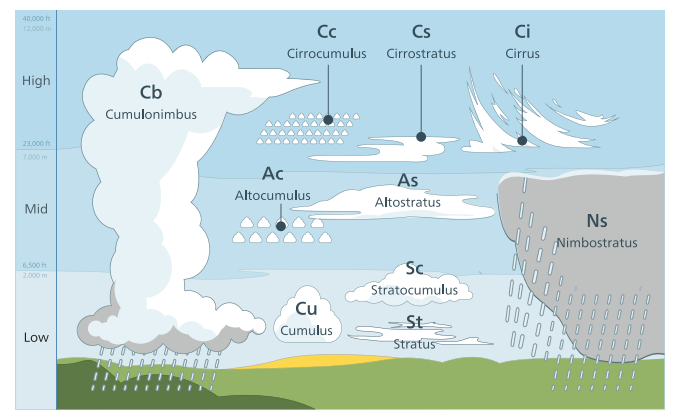 40,000 ft
12,000 m
Cc
Cirrocumulus
Cs
Cirrostratus
Ci
Cirrus
High
Cb
Cumulonimbus
23,000 ft
7,000 m
Ac
Altocumulus
As
Altostratus
Mid
Ns
Nimbostratus
6,500 ft
2,000 m
Sc
Stratocumulus
Cu
Cumulus
St
Stratus
Low